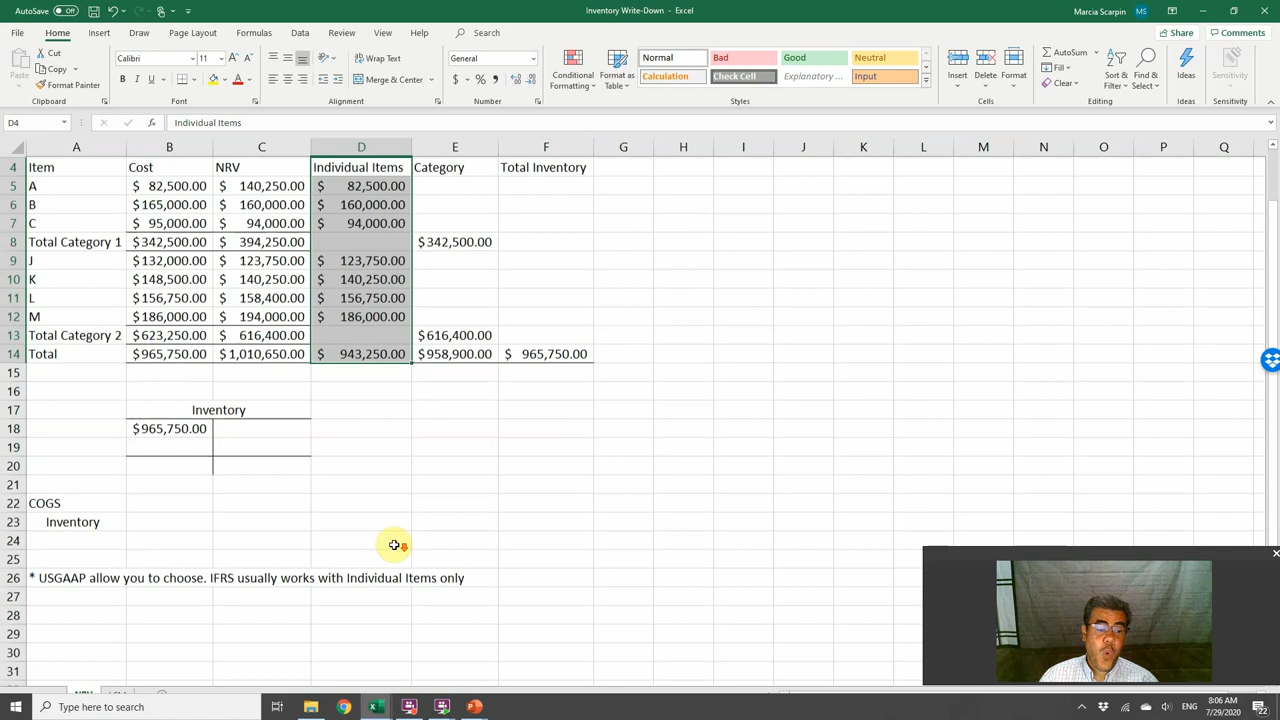 AutoSave Off
Inventory Write-Down - Excel
Marcia Scarpin MS
File Home Insert Draw Page Layout Formulas Data Review View Help Search
Share Comments
Paste
Cut
Copy
Format Painter
Calibri 11
B I U
Wrap Text
Merge & Center
General
$ % ,
Conditional Formatting
Format as Table
Normal Bad Good Neutral
Calculation Check Cell Explanatory ... Input
Insert Delete Format
AutoSum
Fill
Clear
Sort & Filter
Find & Select
Ideas
Sensitivity
Clipboard Font Alignment Number Styles Cells Editing Ideas Sensitivity
D4 fx Individual Items
A B C D E F G H I J K L M N O P Q
4 Item Cost NRV Individual Items Category Total Inventory
5 A $ 82,500.00 $ 140,250.00 $ 82,500.00
6 B $165,000.00 $ 160,000.00 $ 160,000.00
7 C $ 95,000.00 $ 94,000.00 $ 94,000.00
8 Total Category 1 $342,500.00 $ 394,250.00 $342,500.00
9 J $132,000.00 $ 123,750.00 $ 123,750.00
10 K $148,500.00 $ 140,250.00 $ 140,250.00
11 L $156,750.00 $ 158,400.00 $ 156,750.00
12 M $186,000.00 $ 194,000.00 $ 186,000.00
13 Total Category 2 $623,250.00 $ 616,400.00 $616,400.00
14 Total $965,750.00 $1,010,650.00 $ 943,250.00 $958,900.00 $ 965,750.00
15
16
17 Inventory
18 $965,750.00
19
20
21
22 COGS
23 Inventory
24
25
26 * USGAAP allow you to choose. IFRS usually works with Individual Items only
27
28
29
30
31
NRV
Type here to search
ENG
8:06 AM
7/29/2020
22